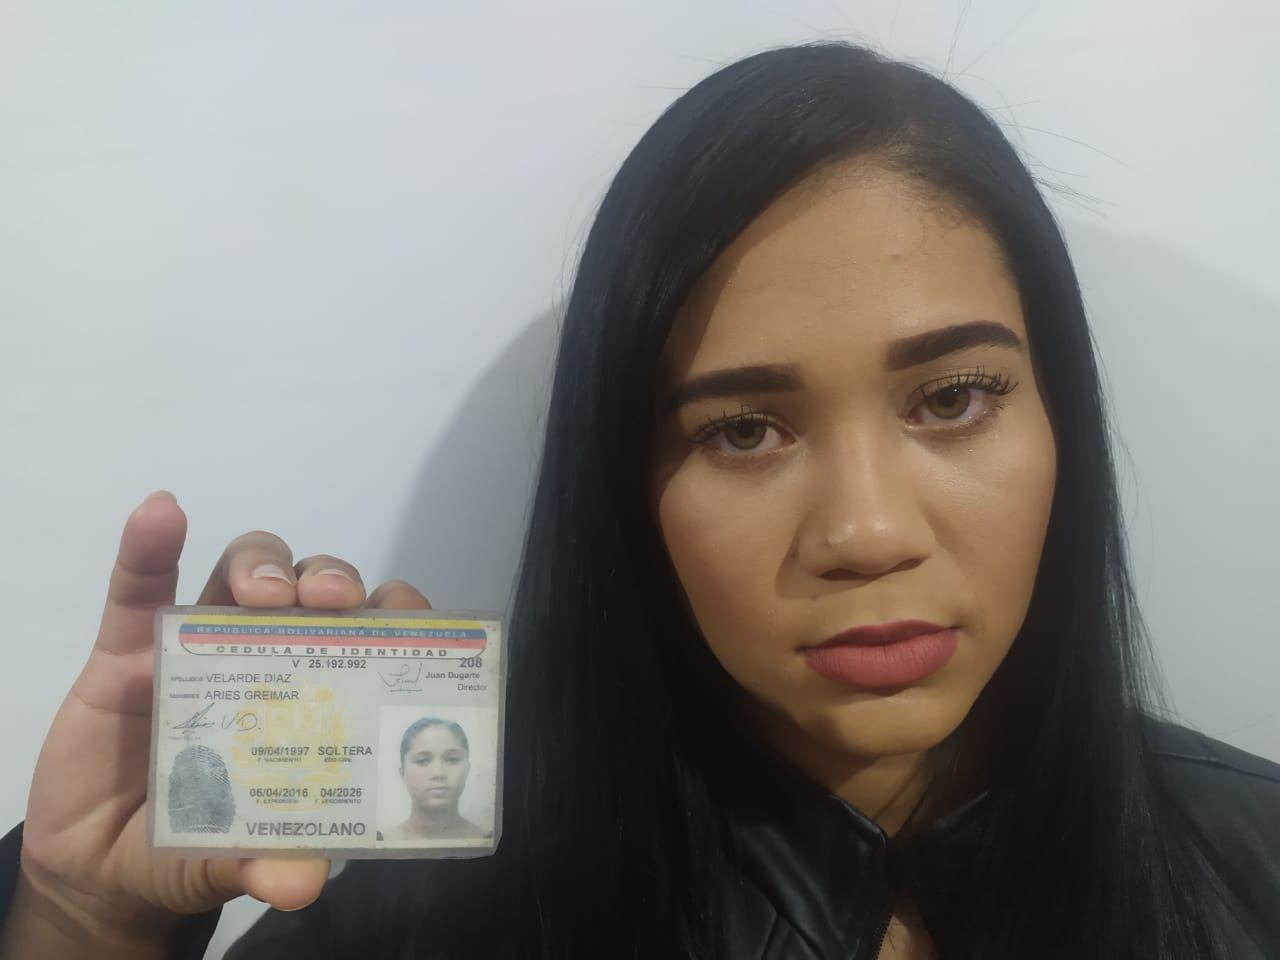 REPUBLICA BOLIVARIANA DE VENEZUELA
CEDULA DE IDENTIDAD
V 25.192.992
208
Juan Dugarte
Director
APELLIDOS VELARDE DIAZ
NOMBRES ARIES GREIMAR
09/04/1997 SOLTERA
F. NACIMIENTO EDO CIVIL
06/04/2016 04/2026
F. EXPEDICION F. VENCIMIENTO
VENEZOLANO